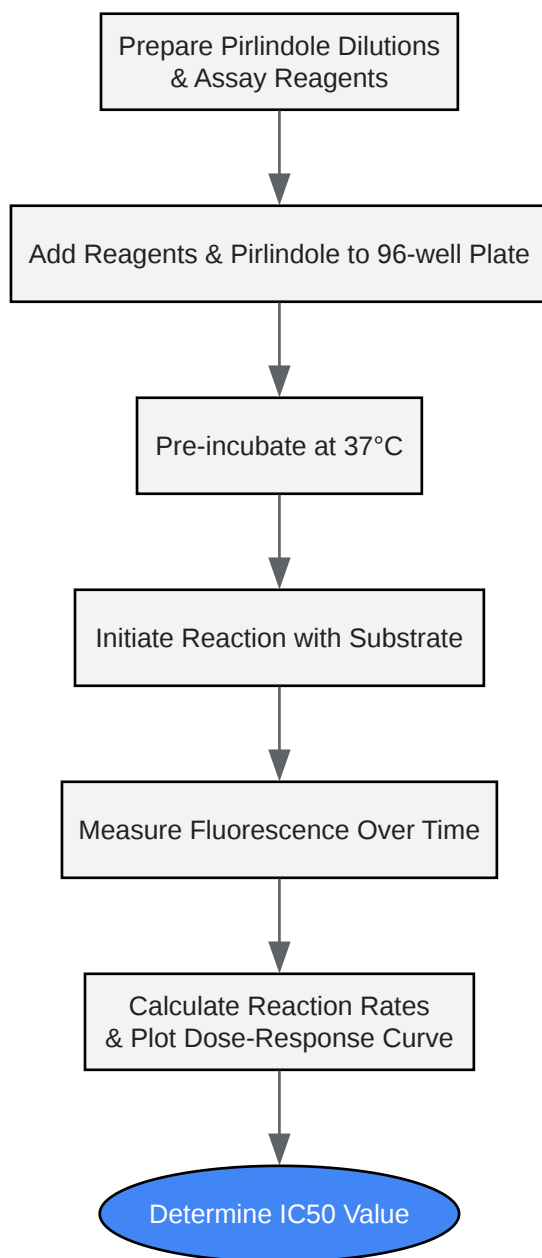 Prepare Pirlindole Dilutions
& Assay Reagents
Add Reagents & Pirlindole to 96-well Plate
Pre-incubate at 37°C
Initiate Reaction with Substrate
Measure Fluorescence Over Time
Calculate Reaction Rates
& Plot Dose-Response Curve
Determine IC50 Value